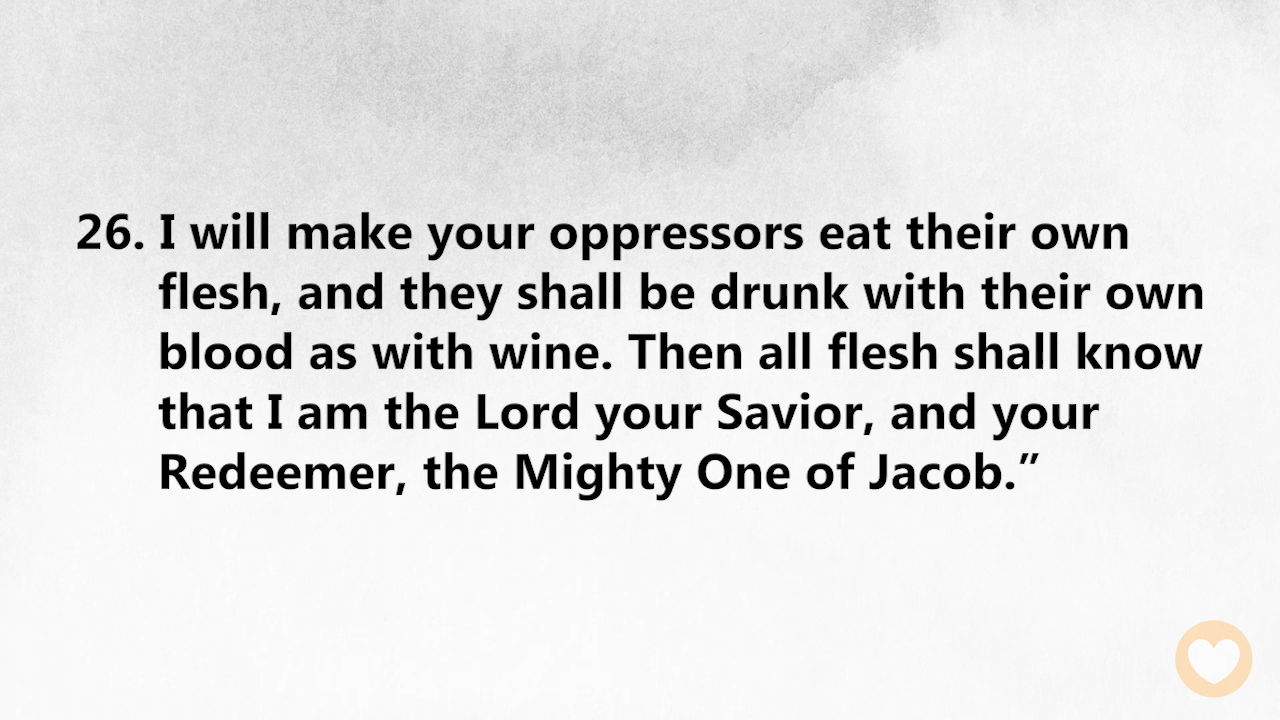 26. I will make your oppressors eat their own
flesh, and they shall be drunk with their own
blood as with wine. Then all flesh shall know
that I am the Lord your Savior, and your
Redeemer, the Mighty One of Jacob.”